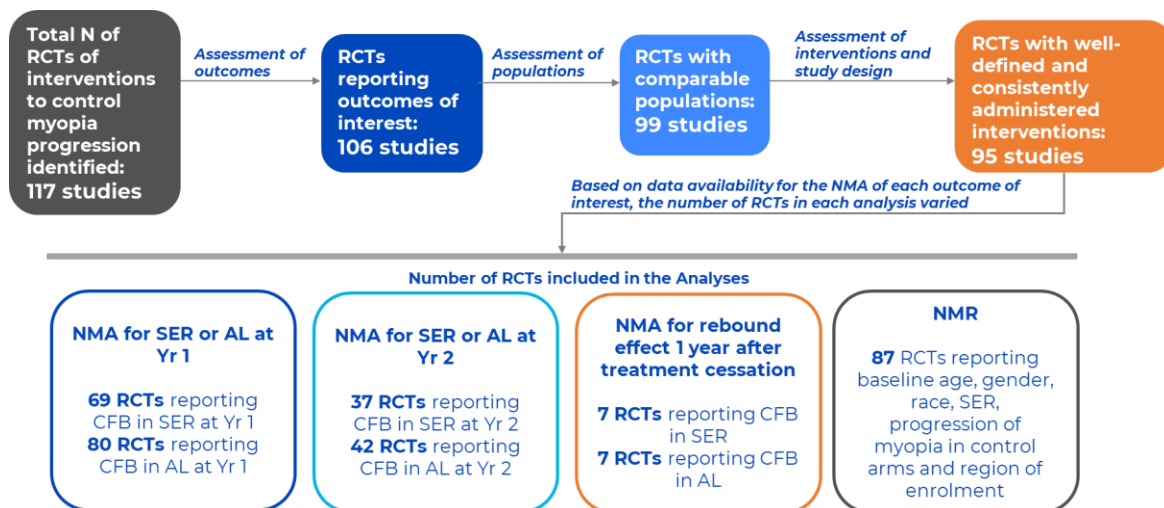 Total N of
RCTs of
interventions
to control
myopia
progression
identified:
117 studies
Assessment of
outcomes
RCTs
reporting
outcomes of
interest:
106 studies
Assessment of
populations
RCTs with
comparable
populations:
99 studies
Assessment of
interventions and
study design
RCTs with well-
defined and
consistently
administered
interventions:
95 studies
Based on data availability for the NMA of each outcome of
interest, the number of RCTs in each analysis varied
Number of RCTs included in the Analyses
NMA for SER or AL at
Yr 1
69 RCTs reporting
CFB in SER at Yr 1
80 RCTs reporting
CFB in AL at Yr 1
NMA for SER or AL at
Yr 2
37 RCTs reporting
CFB in SER at Yr 2
42 RCTs reporting
CFB in AL at Yr 2
NMA for rebound
effect 1 year after
treatment cessation
7 RCTs reporting CFB
in SER
7 RCTs reporting CFB
in AL
NMR
87 RCTs reporting
baseline age, gender,
race, SER,
progression of
myopia in control
arms and region of
enrolment